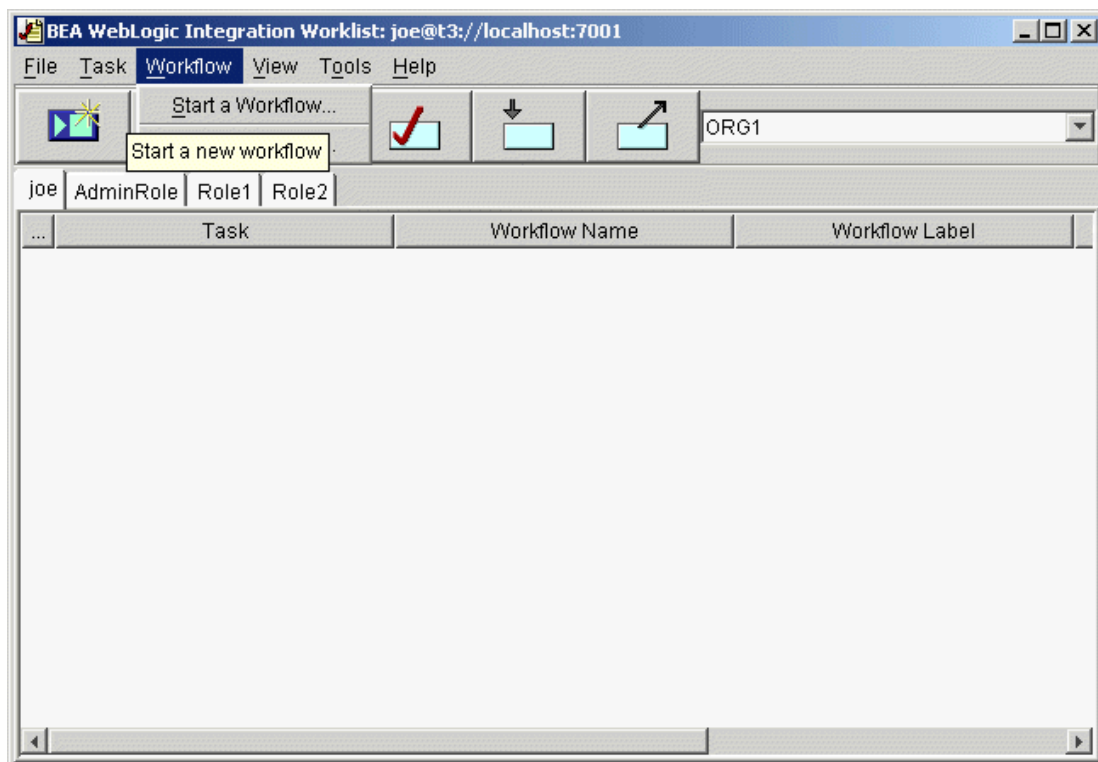 BEA WebLogic Integration Worklist: joe@t3://localhost:7001
File Task Workflow View Tools Help
Start a Workflow...
ORG1
Start a new workflow
joe AdminRole Role1 Role2
... Task Workflow Name Workflow Label